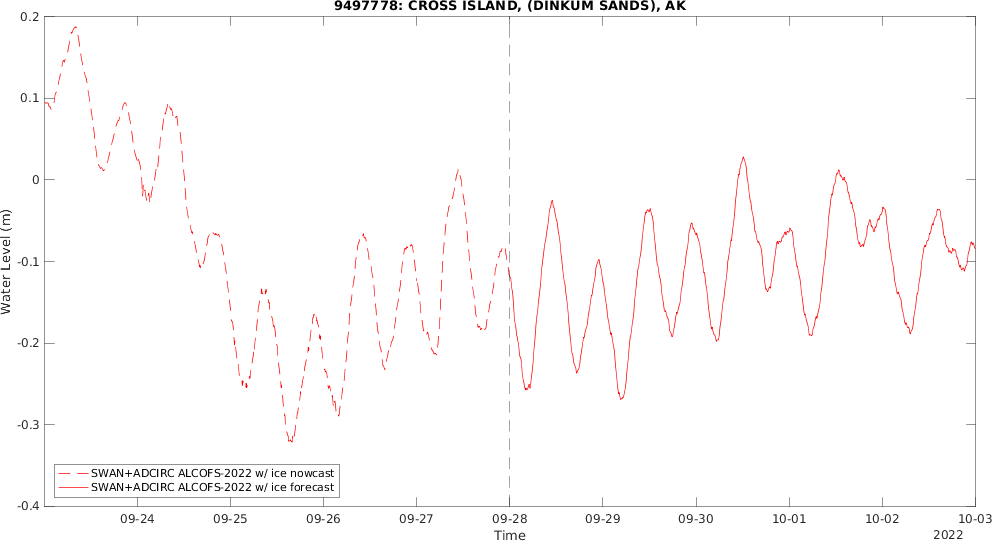 9497778: CROSS ISLAND, (DINKUM SANDS), AK
0.2
0.1
0
-0.1
-0.2
-0.3
-0.4
Water Level (m)
SWAN+ADCIRC ALCOFS-2022 w/ ice nowcast
SWAN+ADCIRC ALCOFS-2022 w/ ice forecast
09-24 09-25 09-26 09-27 09-28 09-29 09-30 10-01 10-02 10-03
Time
2022